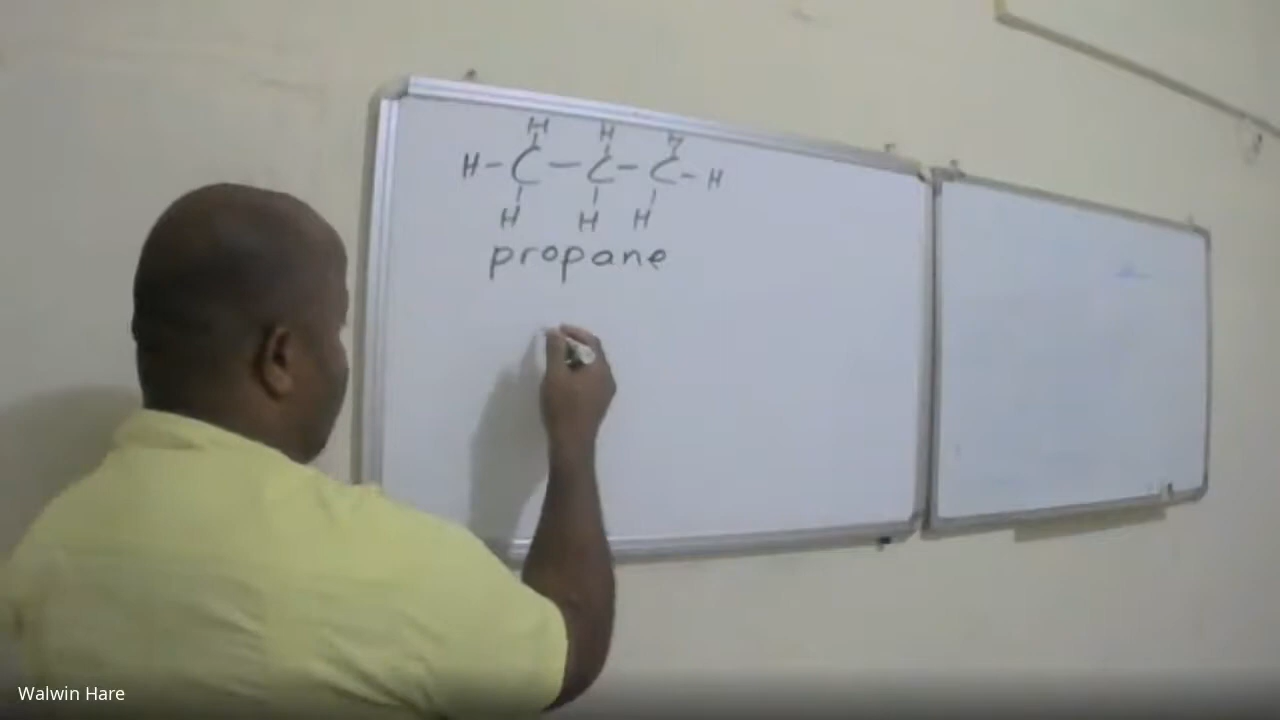 H H H
H-C-C-C-H
H H H
propane
Walwin Hare